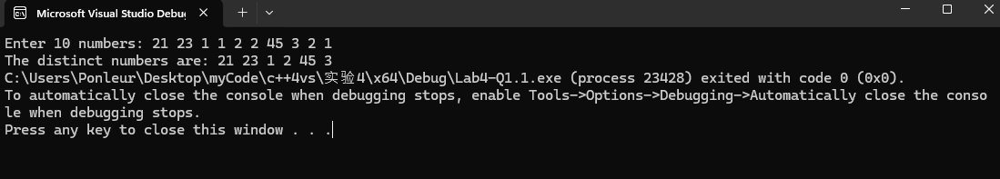 Microsoft Visual Studio Debug
Enter 10 numbers: 21 23 1 1 2 2 45 3 2 1
The distinct numbers are: 21 23 1 2 45 3
C:\Users\Ponleur\Desktop\myCode\c++4vs\实验4\x64\Debug\Lab4-Q1.1.exe (process 23428) exited with code 0 (0x0).
To automatically close the console when debugging stops, enable Tools->Options->Debugging->Automatically close the conso
le when debugging stops.
Press any key to close this window . . .